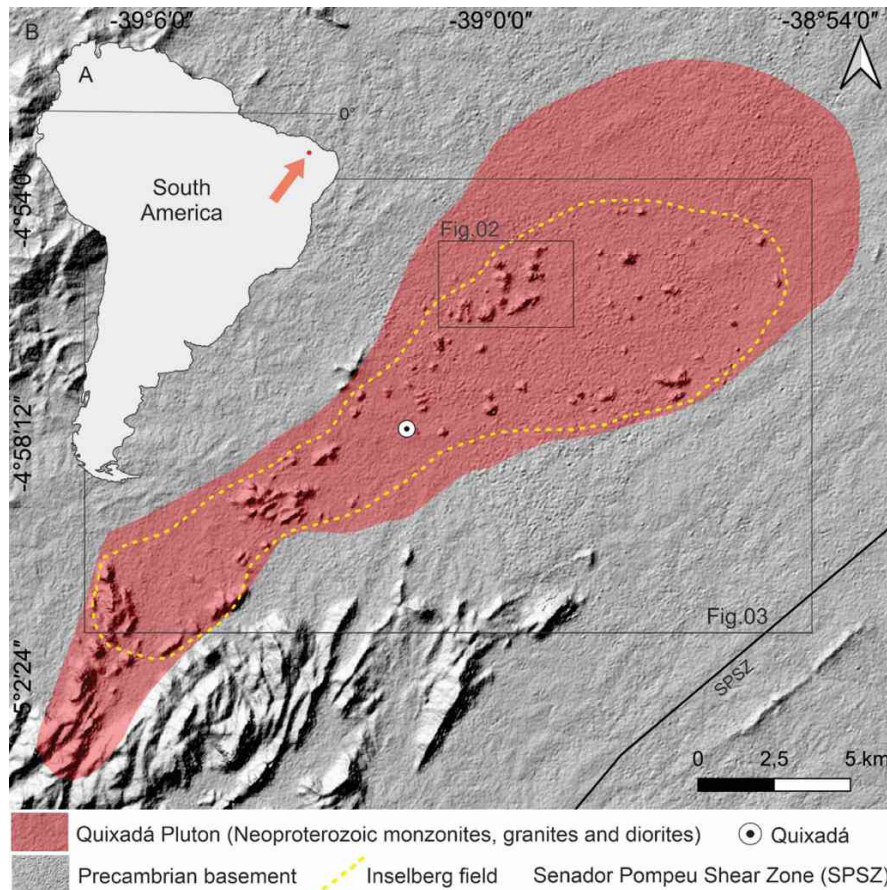 B
-39°6′0″
-39°0′0″
-38°54′0″
A
0°
South
America
-4°54′0″
Fig.02
-4°58′12″
Fig.03
-5°2′24″
SPSZ
0 2,5 5 km
Quixadá Pluton (Neoproterozoic monzonites, granites and diorites)
Quixadá
Precambrian basement
Inselberg field
Senador Pompeu Shear Zone (SPSZ)